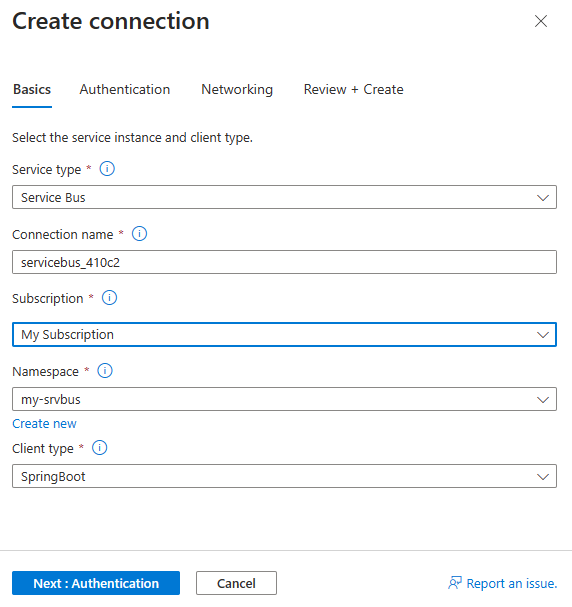 Create connection
Basics Authentication Networking Review + Create
Select the service instance and client type.
Service type *
Service Bus
Connection name *
servicebus_410c2
Subscription *
My Subscription
Namespace *
my-srvbus
Create new
Client type *
SpringBoot
Next : Authentication Cancel Report an issue.